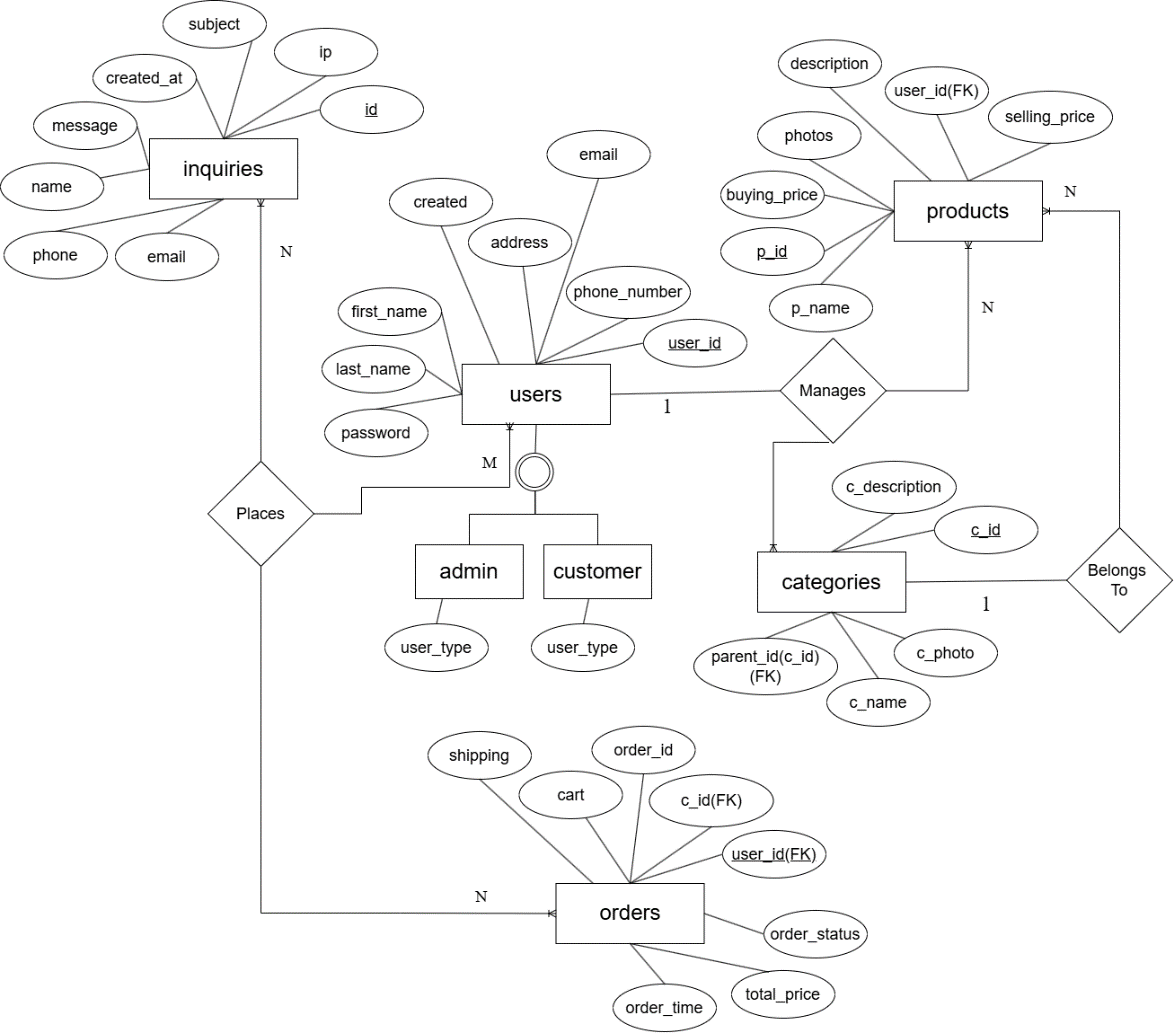 subject
ip
created_at
id
message
inquiries
name
phone
email
N
description
user_id(FK)
selling_price
photos
buying_price
products
N
p_id
p_name
N
email
created
address
phone_number
first_name
user_id
last_name
users
password
1
Manages
M
Places
admin
customer
user_type
user_type
c_description
c_id
categories
1
Belongs
To
parent_id(c_id)
(FK)
c_photo
c_name
order_id
shipping
cart
c_id(FK)
user_id(FK)
N
orders
order_status
order_time
total_price